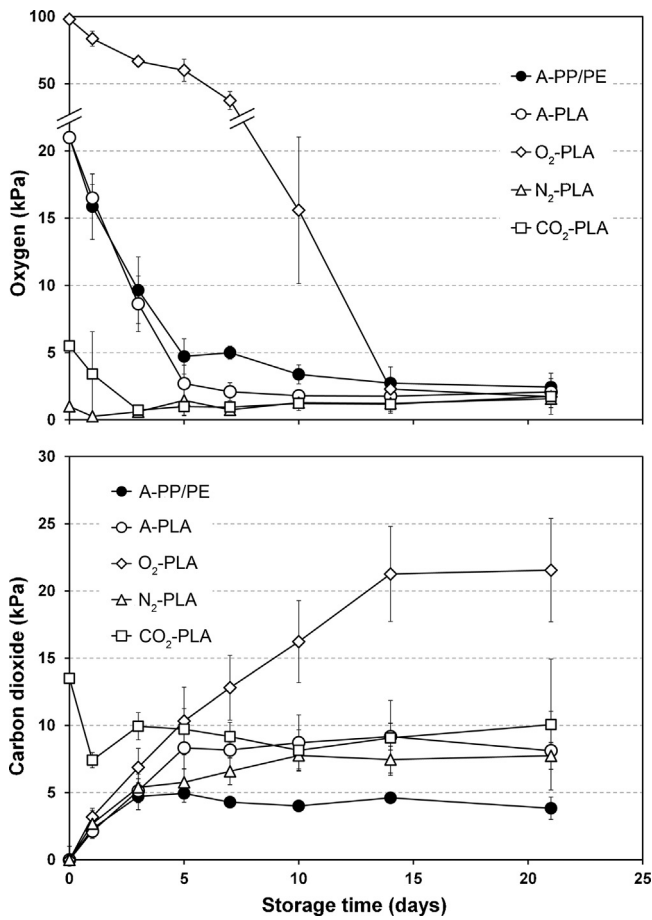 100
50
20
15
10
5
0
Oxygen (kPa)
A-PP/PE
A-PLA
O₂-PLA
N₂-PLA
CO₂-PLA
30
25
20
15
10
5
0
Carbon dioxide (kPa)
A-PP/PE
A-PLA
O₂-PLA
N₂-PLA
CO₂-PLA
0 5 10 15 20 25
Storage time (days)